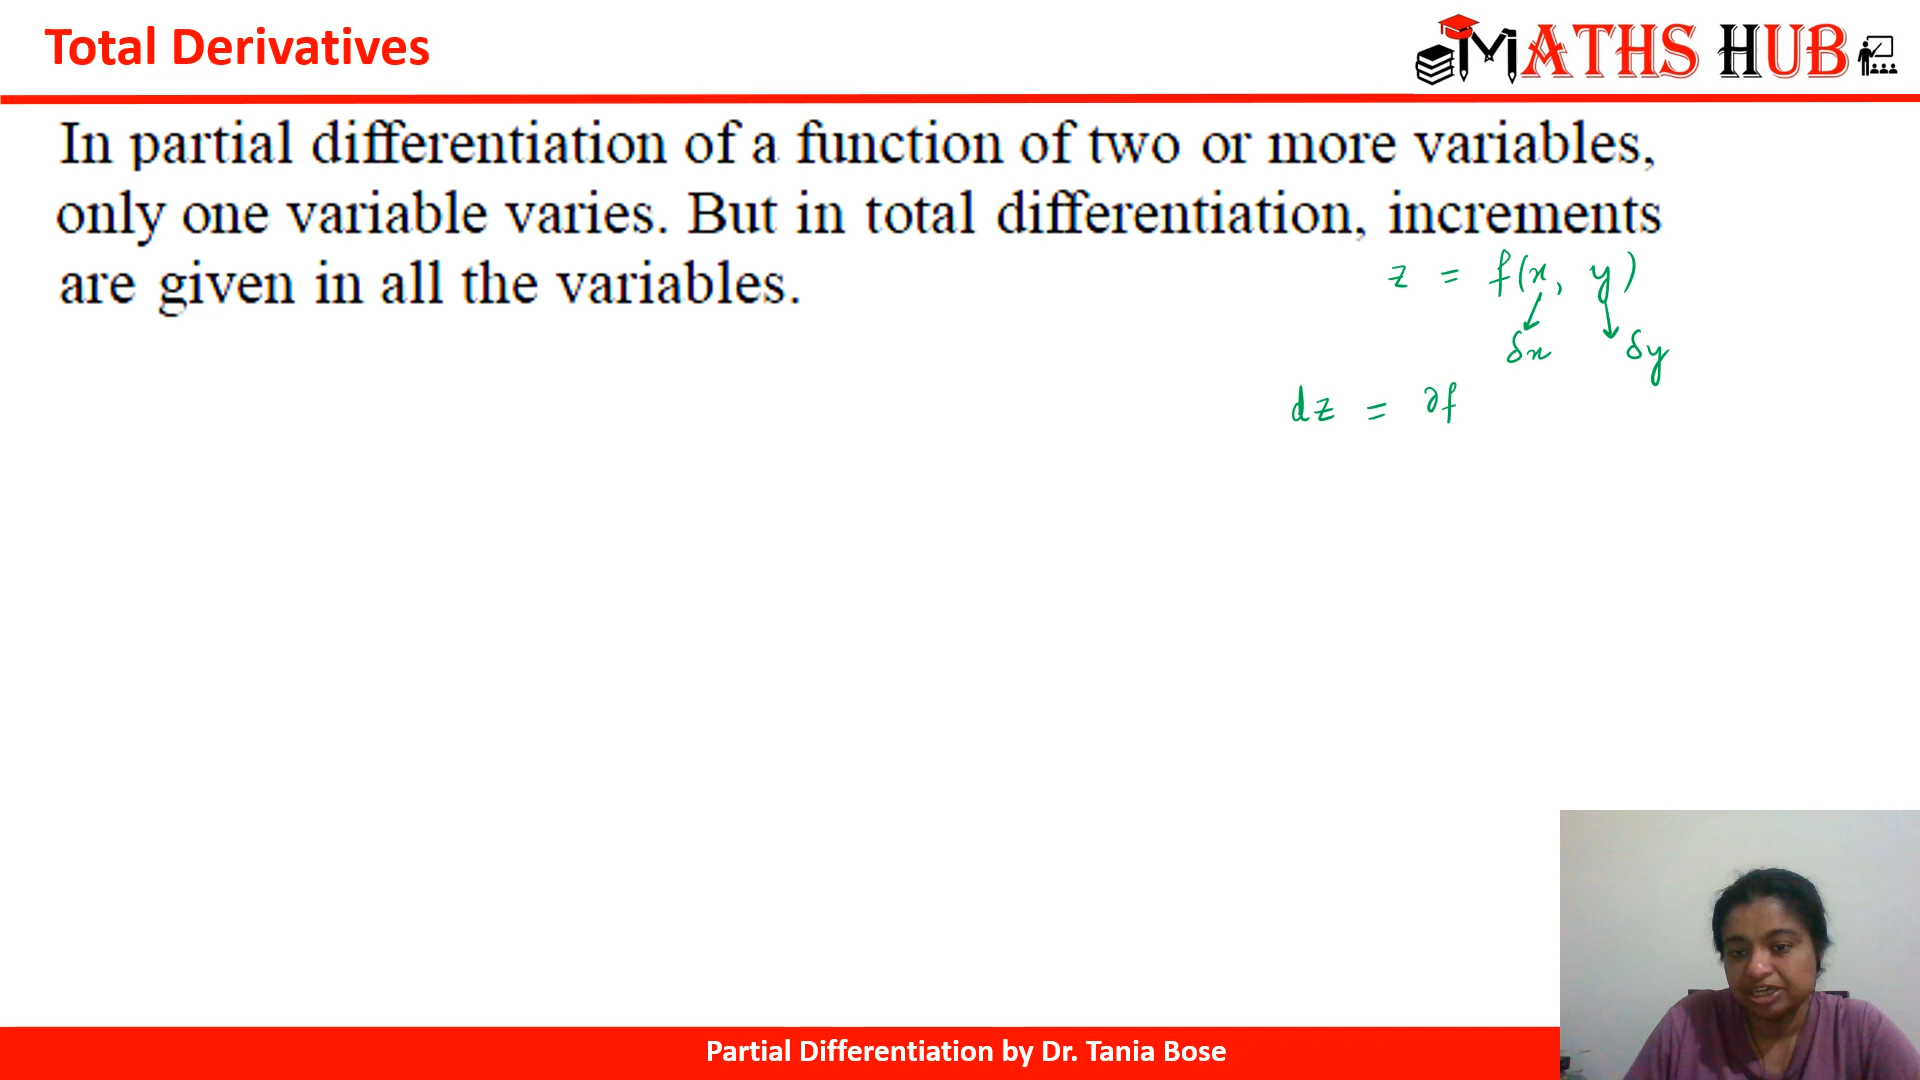 Total Derivatives
MATHS HUB
In partial differentiation of a function of two or more variables,
only one variable varies. But in total differentiation, increments
are given in all the variables.
z = f(x, y)
δx δy
dz = ∂f
Partial Differentiation by Dr. Tania Bose